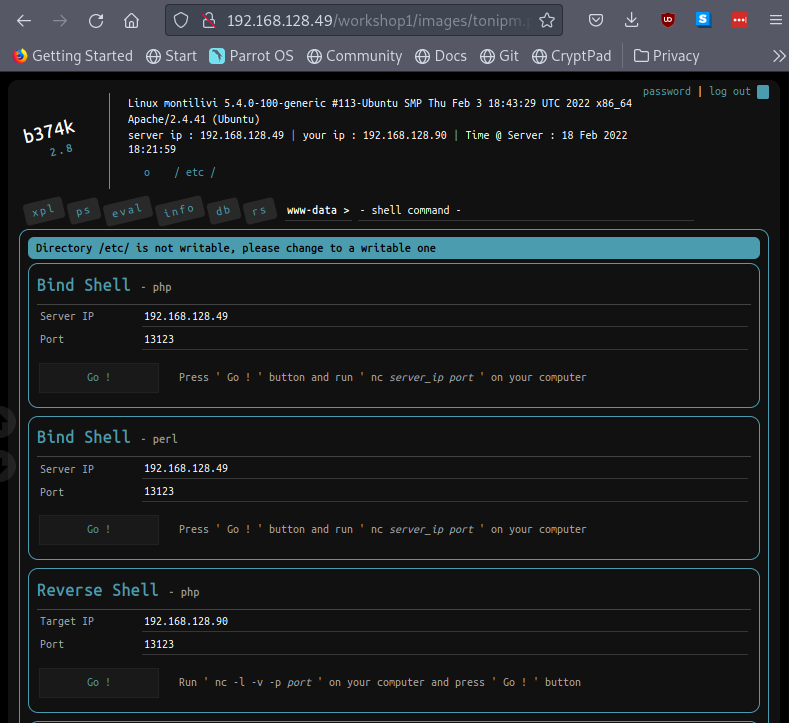 192.168.128.49/workshop1/images/tonipm.p
Getting Started Start Parrot OS Community Docs Git CryptPad Privacy
password | log out
Linux montilivi 5.4.0-100-generic #113-Ubuntu SMP Thu Feb 3 18:43:29 UTC 2022 x86_64
Apache/2.4.41 (Ubuntu)
server ip : 192.168.128.49 | your ip : 192.168.128.90 | Time @ Server : 18 Feb 2022
18:21:59
b374k
2.8
o / etc /
xpl ps eval info db rs www-data > - shell command -
Directory /etc/ is not writable, please change to a writable one
Bind Shell - php
Server IP 192.168.128.49
Port 13123
Go ! Press ' Go ! ' button and run ' nc server_ip port ' on your computer
Bind Shell - perl
Server IP 192.168.128.49
Port 13123
Go ! Press ' Go ! ' button and run ' nc server_ip port ' on your computer
Reverse Shell - php
Target IP 192.168.128.90
Port 13123
Go ! Run ' nc -l -v -p port ' on your computer and press ' Go ! ' button